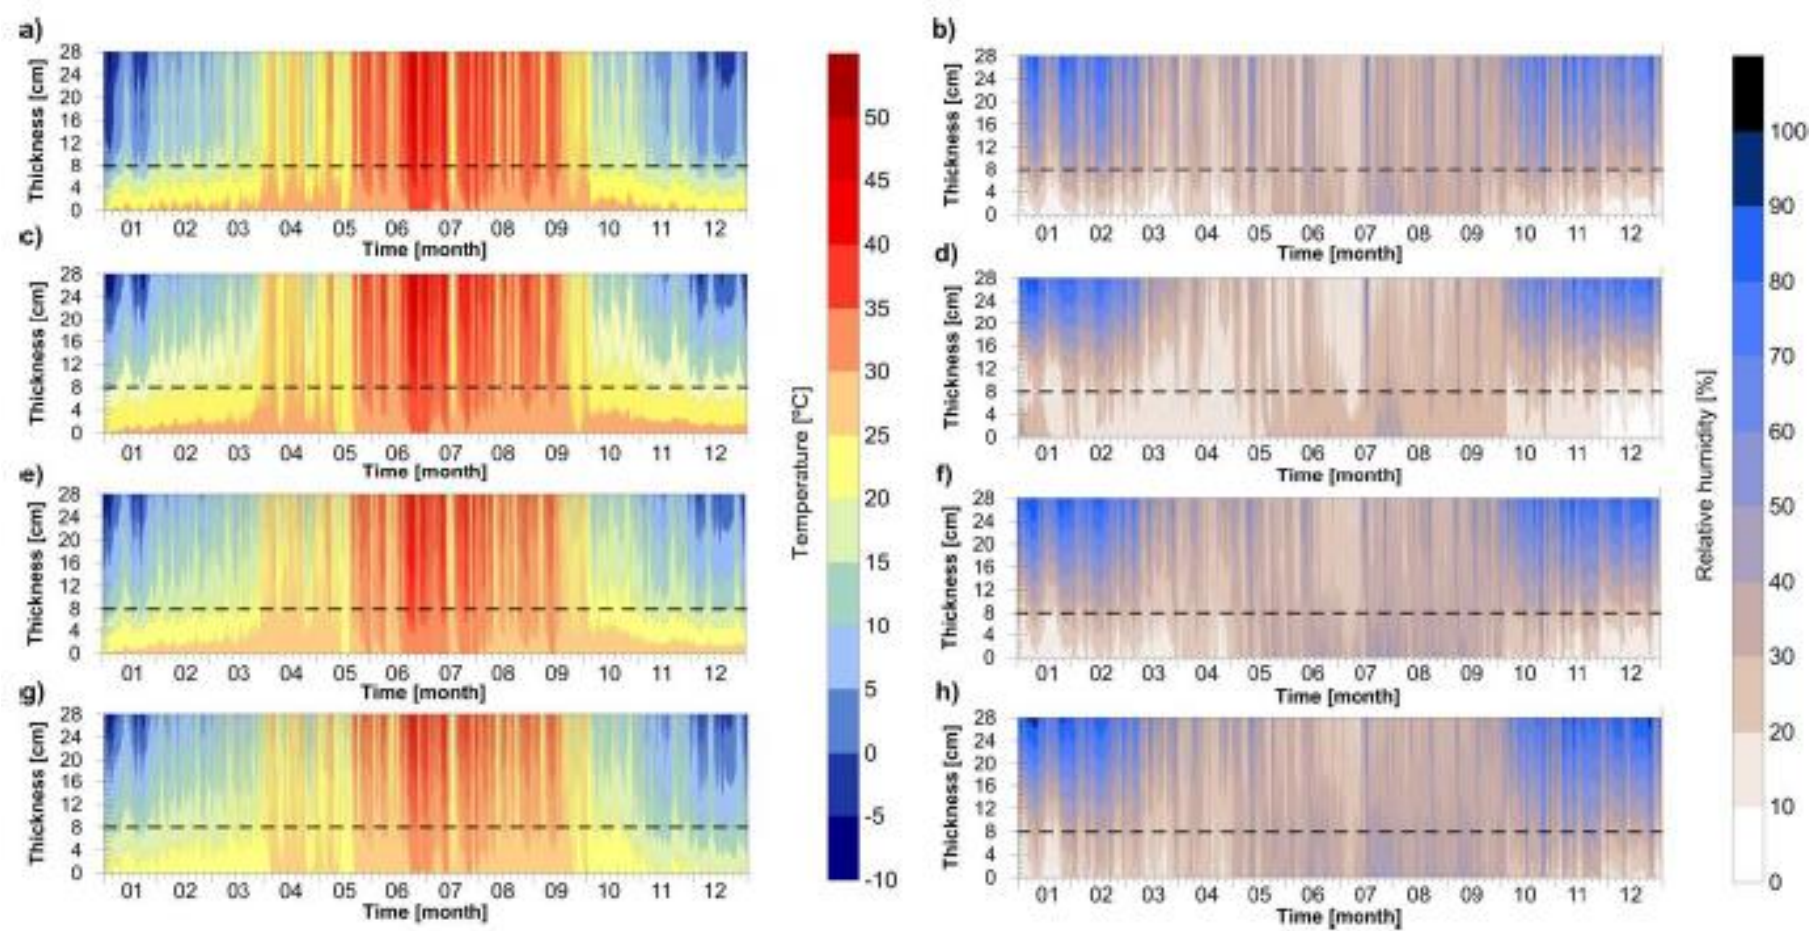 a)
Thickness [cm]
28
24
20
16
12
8
4
0
01 02 03 04 05 06 07 08 09 10 11 12
Time [month]
b)
Thickness [cm]
28
24
20
16
12
8
4
0
01 02 03 04 05 06 07 08 09 10 11 12
Time [month]
c)
Thickness [cm]
28
24
20
16
12
8
4
0
01 02 03 04 05 06 07 08 09 10 11 12
Time [month]
d)
Thickness [cm]
28
24
20
16
12
8
4
0
01 02 03 04 05 06 07 08 09 10 11 12
Time [month]
e)
Thickness [cm]
28
24
20
16
12
8
4
0
01 02 03 04 05 06 07 08 09 10 11 12
Time [month]
f)
Thickness [cm]
28
24
20
16
12
8
4
0
01 02 03 04 05 06 07 08 09 10 11 12
Time [month]
g)
Thickness [cm]
28
24
20
16
12
8
4
0
01 02 03 04 05 06 07 08 09 10 11 12
Time [month]
h)
Thickness [cm]
28
24
20
16
12
8
4
0
01 02 03 04 05 06 07 08 09 10 11 12
Time [month]
Temperature [ºC]
50
45
40
35
30
25
20
15
10
5
0
-5
-10
Relative humidity [%]
100
90
80
70
60
50
40
30
20
10
0